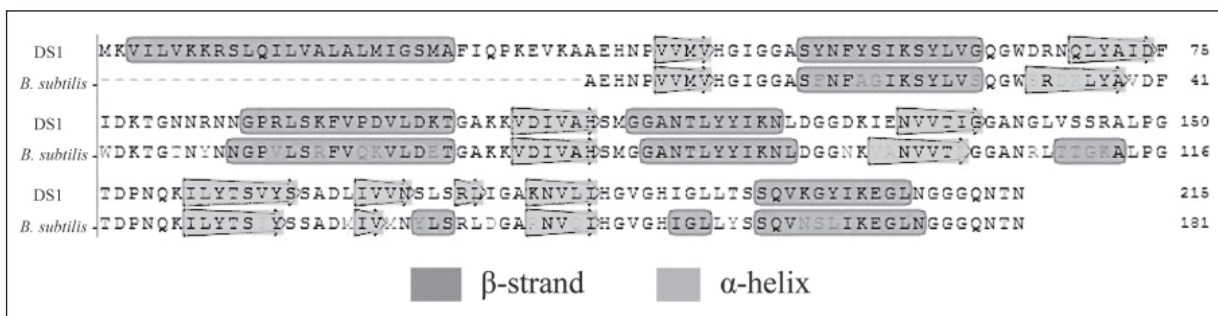 DS1 MKVILVKKRSLQILVALALMIGSMAFIQPKEVKAAEHNPVVMVHGIGGASYNFYSIKSYLVGQGWDRNQLYAIDF 75
B. subtilis ----------------------------------AEHNPVVMVHGIGGASFNFAGIKSYLVSQGWSRDKLYAVDF 41
DS1 IDKTGNNRNNGPRLSKFVPDVLDKTGAKKVDIVAHSMGGANTLYYIKNLDGGDKIENVVTIGGANGLVSSRALPG 150
B. subtilis WDKTGTNYNNGPVLSRFVQKVLDETGAKKVDIVAHSMGGANTLYYIKNLDGGNKVANVVTLGGANRLTTGKALPG 116
DS1 TDPNQKILYTSVYSSADLIVVNSLSRLIGAKNVLIHGVGHIGLLTSSQVKGYIKEGLNGGGQNTN 215
B. subtilis TDPNQKILYTSIYSSADMIVMNYLSRLDGARNVQIHGVGHIGLLYSSQVNSLIKEGLNGGGQNTN 181
β-strand α-helix